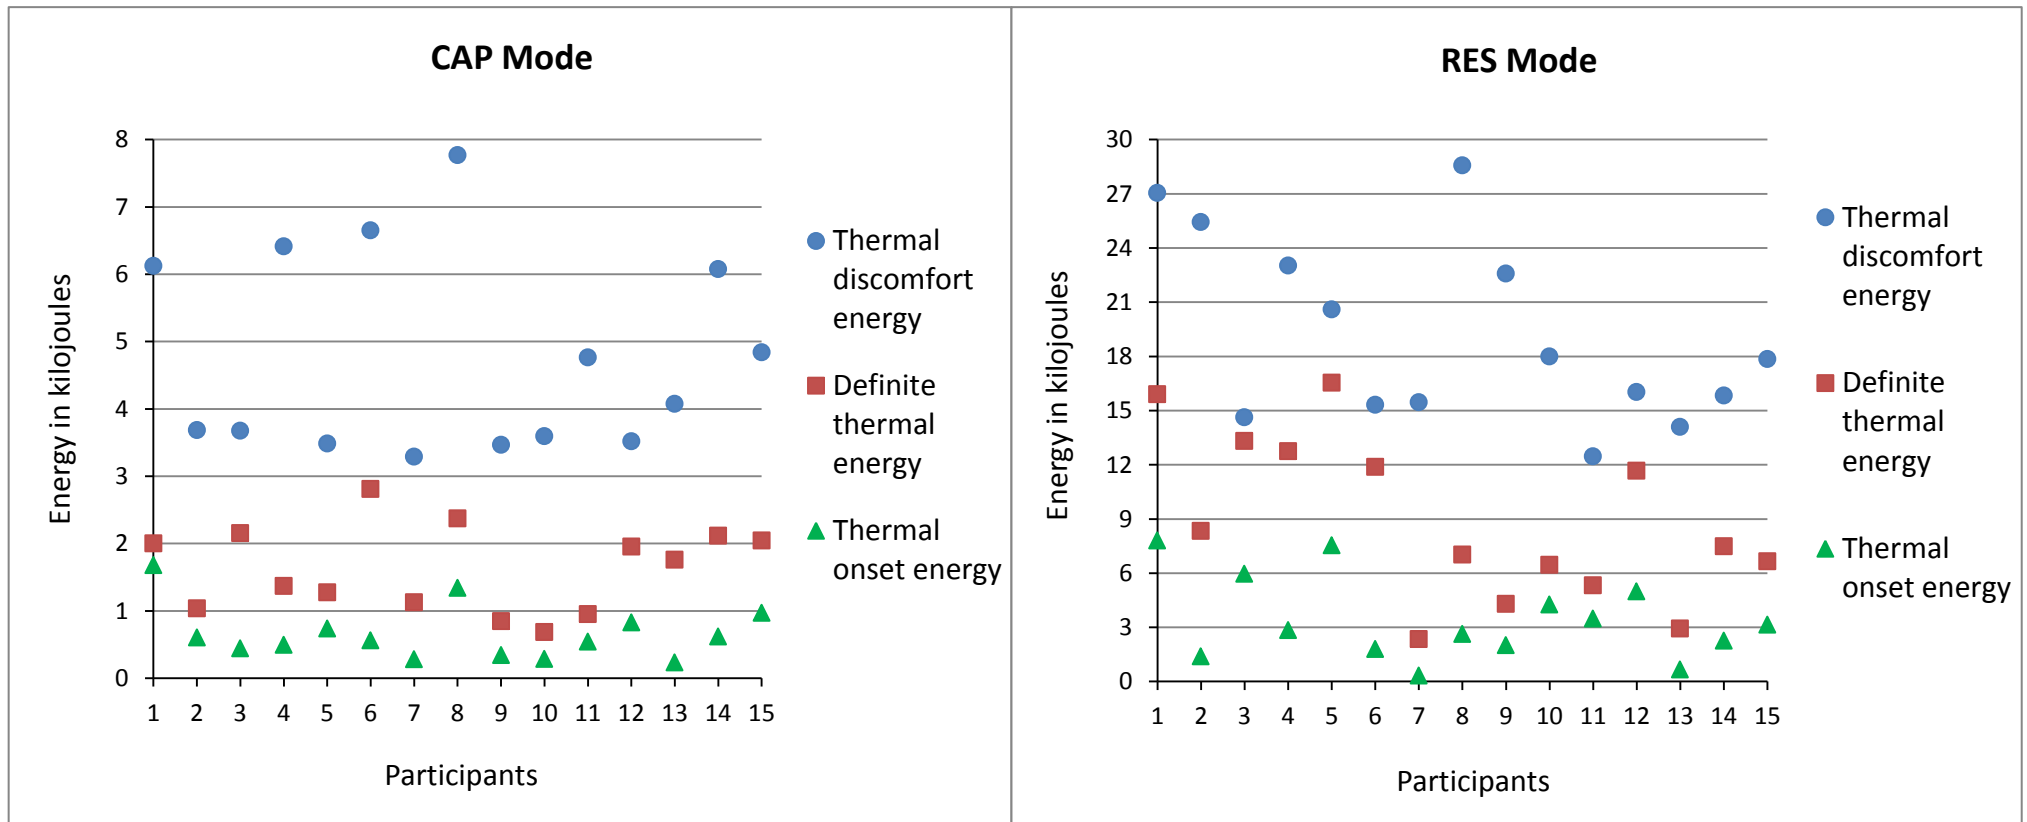 CAP Mode
8
7
6
5
4
3
2
1
0
Energy in kilojoules
1 2 3 4 5 6 7 8 9 10 11 12 13 14 15
Participants
Thermal
discomfort
energy
Definite
thermal
energy
Thermal
onset energy
RES Mode
30
27
24
21
18
15
12
9
6
3
0
Energy in kilojoules
1 2 3 4 5 6 7 8 9 10 11 12 13 14 15
Participants
Thermal
discomfort
energy
Definite
thermal
energy
Thermal
onset energy